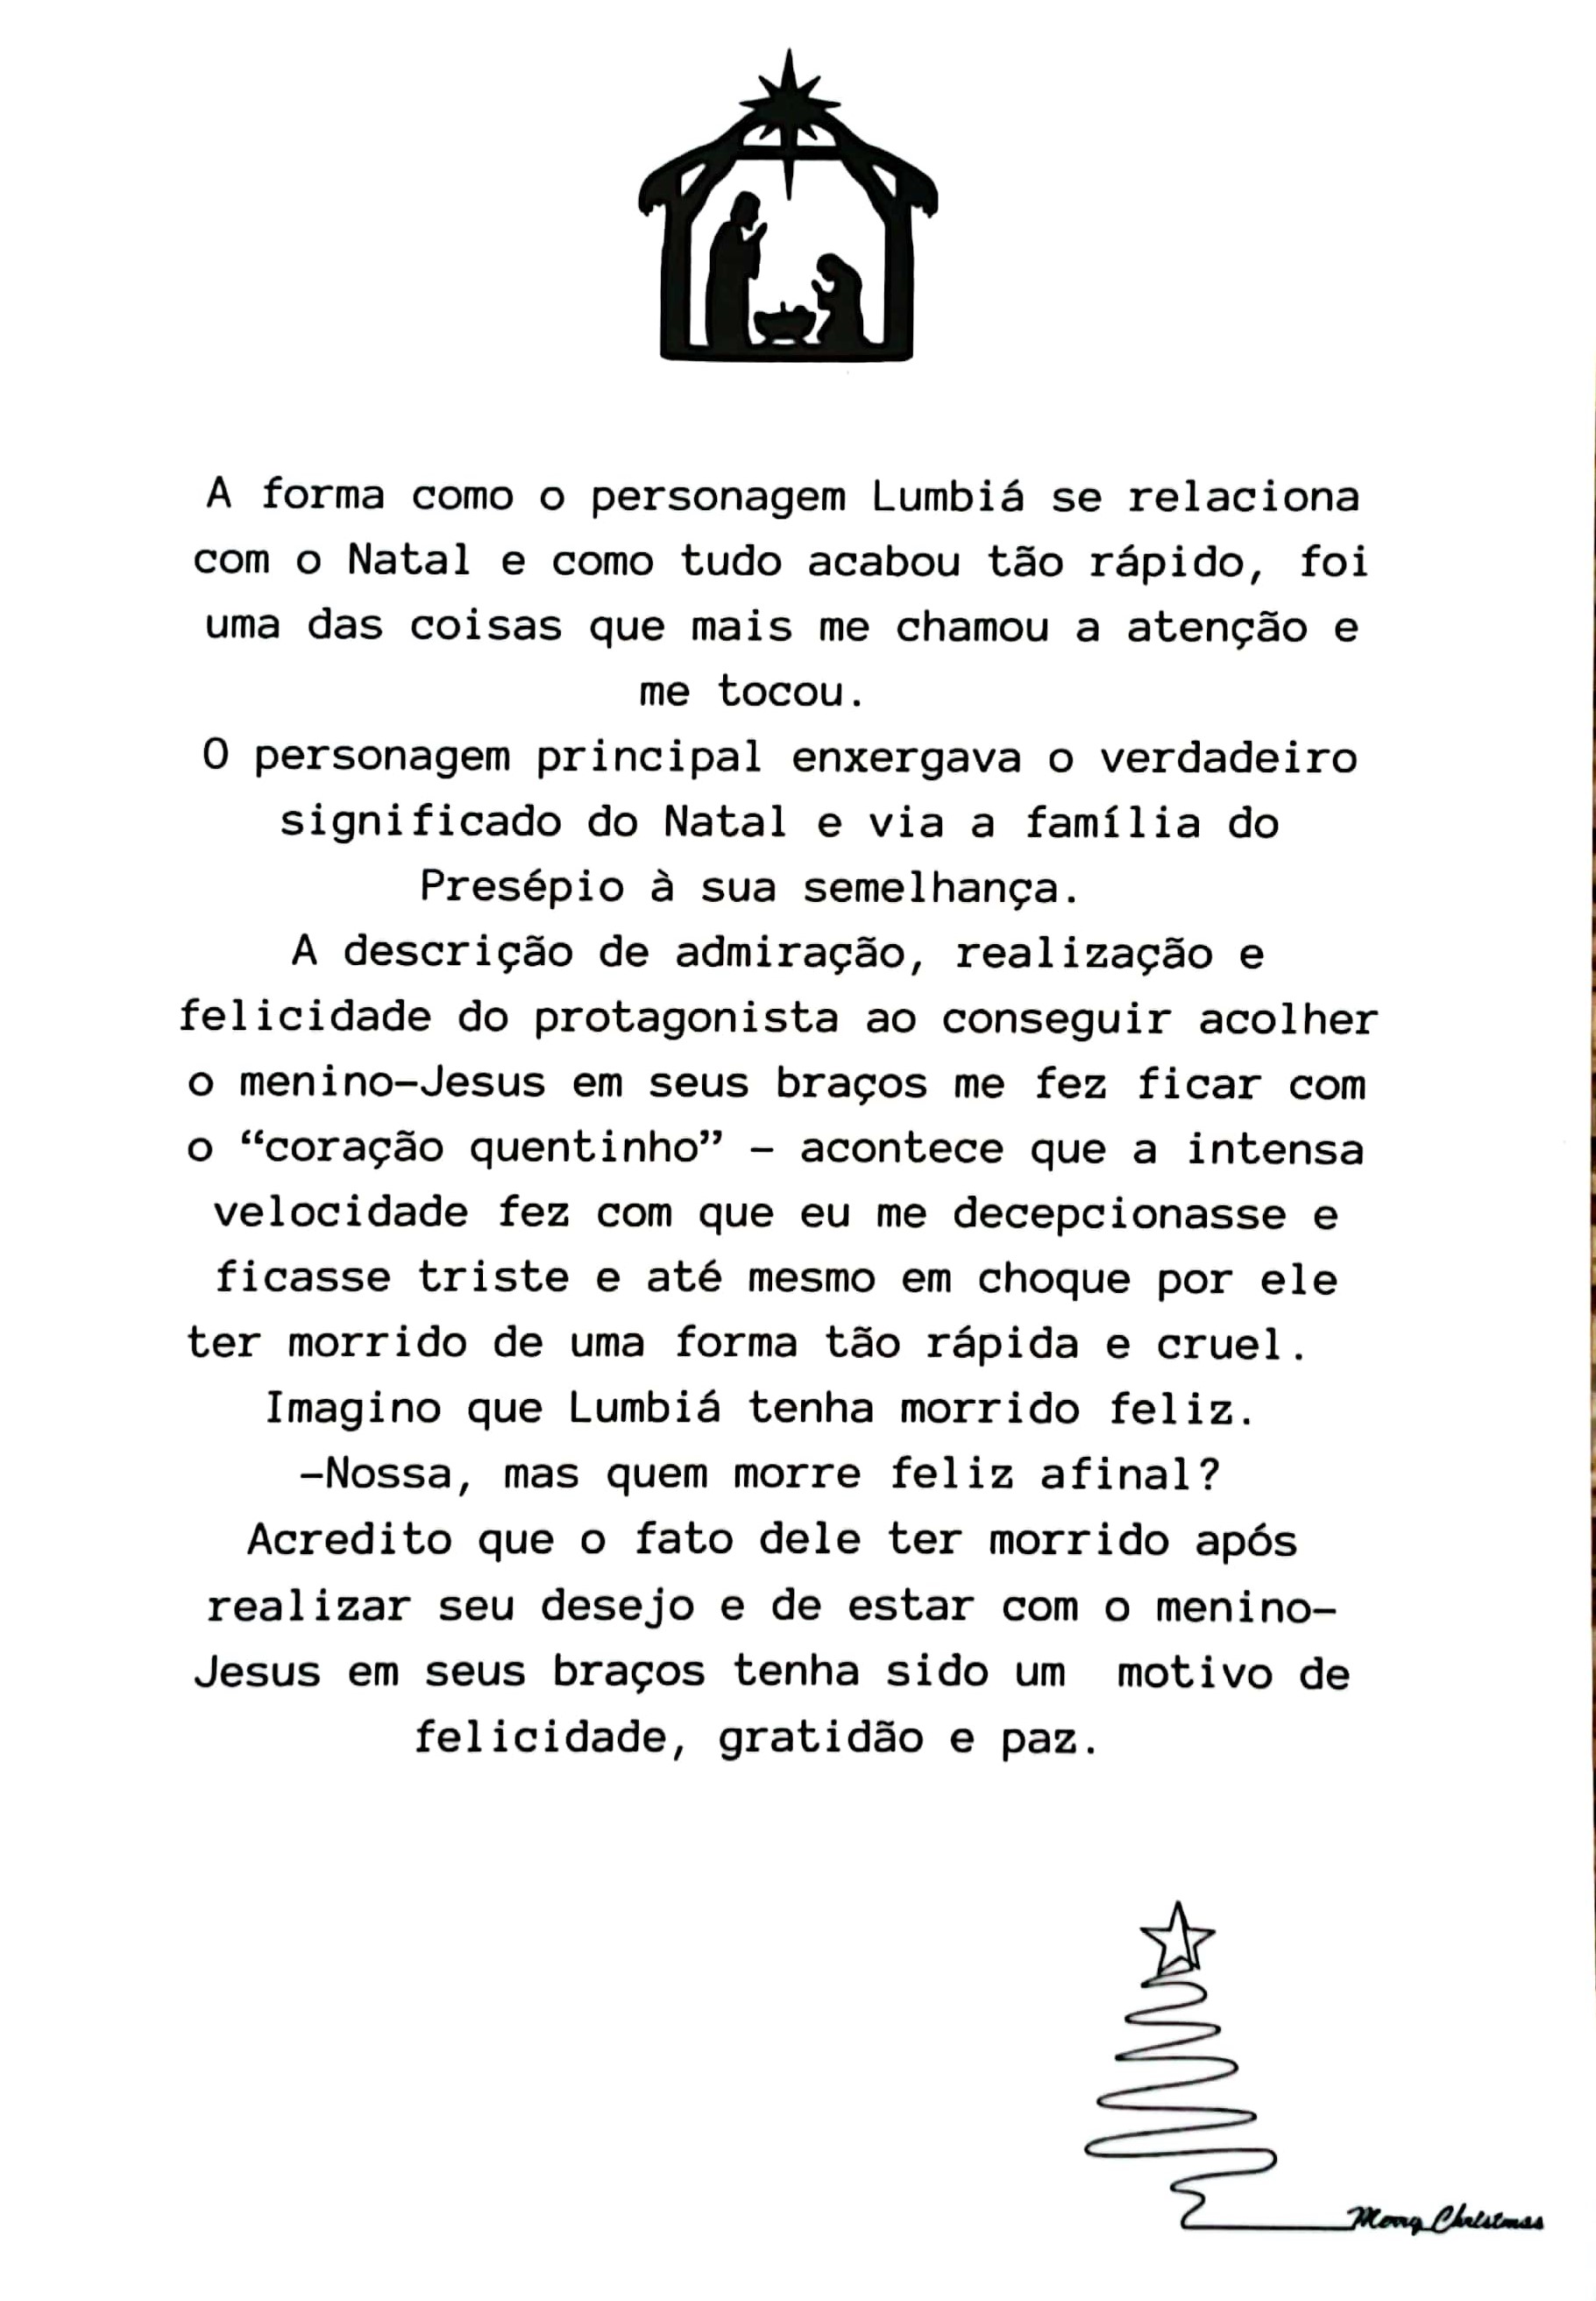 A forma como o personagem Lumbiá se relaciona
com o Natal e como tudo acabou tão rápido, foi
uma das coisas que mais me chamou a atenção e
me tocou.
O personagem principal enxergava o verdadeiro
significado do Natal e via a família do
Presépio à sua semelhança.
A descrição de admiração, realização e
felicidade do protagonista ao conseguir acolher
o menino-Jesus em seus braços me fez ficar com
o “coração quentinho” – acontece que a intensa
velocidade fez com que eu me decepcionasse e
ficasse triste e até mesmo em choque por ele
ter morrido de uma forma tão rápida e cruel.
Imagino que Lumbiá tenha morrido feliz.
–Nossa, mas quem morre feliz afinal?
Acredito que o fato dele ter morrido após
realizar seu desejo e de estar com o menino-
Jesus em seus braços tenha sido um  motivo de
felicidade, gratidão e paz.
Merry Christmas